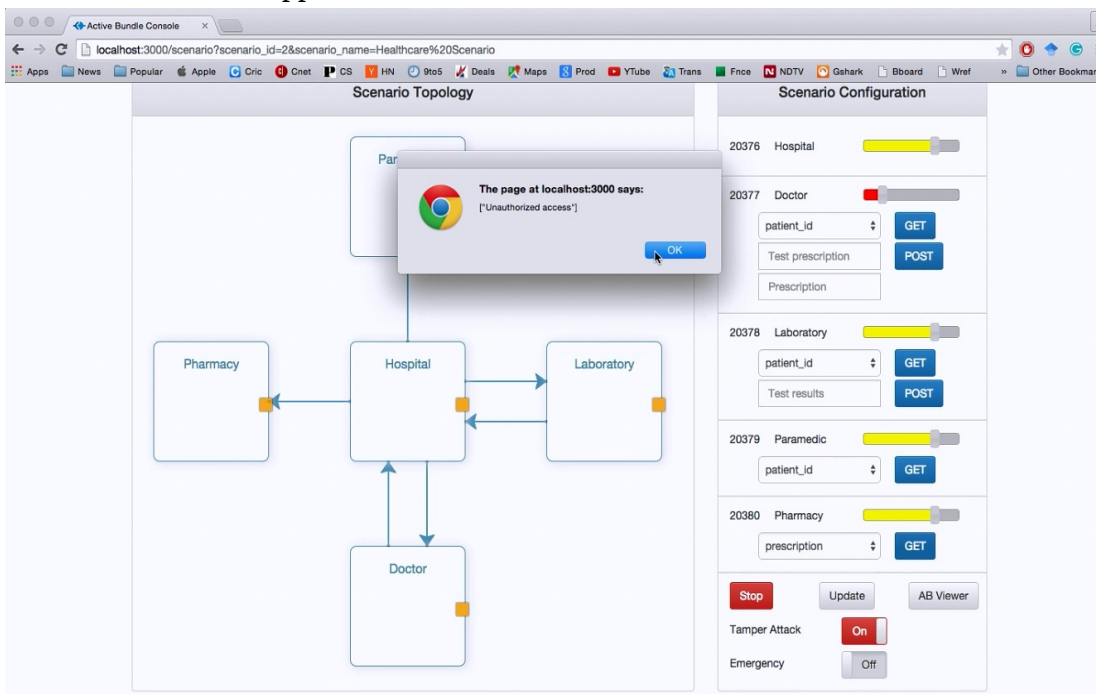 Active Bundle Console
localhost:3000/scenario?scenario_id=2&scenario_name=Healthcare%20Scenario
Apps News Popular Apple Cric Cnet CS HN 9to5 Deals Maps Prod YTube Trans Fnce NDTV Gshark Bboard Wref » Other Bookmar
Scenario Topology
Par
The page at localhost:3000 says:
["Unauthorized access"]
OK
Pharmacy
Hospital
Laboratory
Doctor
Scenario Configuration
20376 Hospital
20377 Doctor
patient_id GET
Test prescription POST
Prescription
20378 Laboratory
patient_id GET
Test results POST
20379 Paramedic
patient_id GET
20380 Pharmacy
prescription GET
Stop Update AB Viewer
Tamper Attack On
Emergency Off